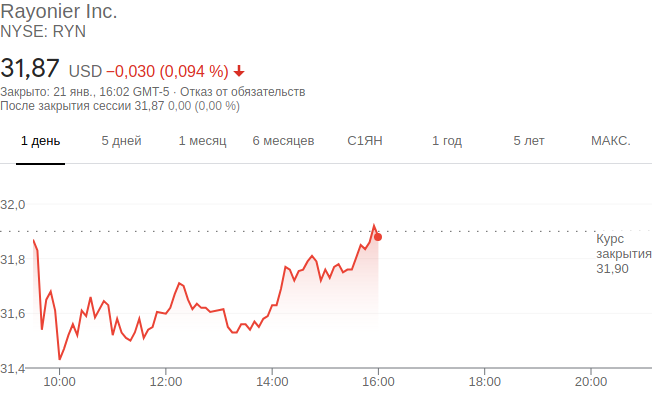 Rayonier Inc.
NYSE: RYN
31,87 USD −0,030 (0,094 %)
Закрыто: 21 янв., 16:02 GMT-5 · Отказ от обязательств
После закрытия сессии 31,87 0,00 (0,00 %)
1 день 5 дней 1 месяц 6 месяцев С1ЯН 1 год 5 лет МАКС.
32,0
Курс
закрытия
31,90
31,8
31,6
31,4
10:00 12:00 14:00 16:00 18:00 20:00